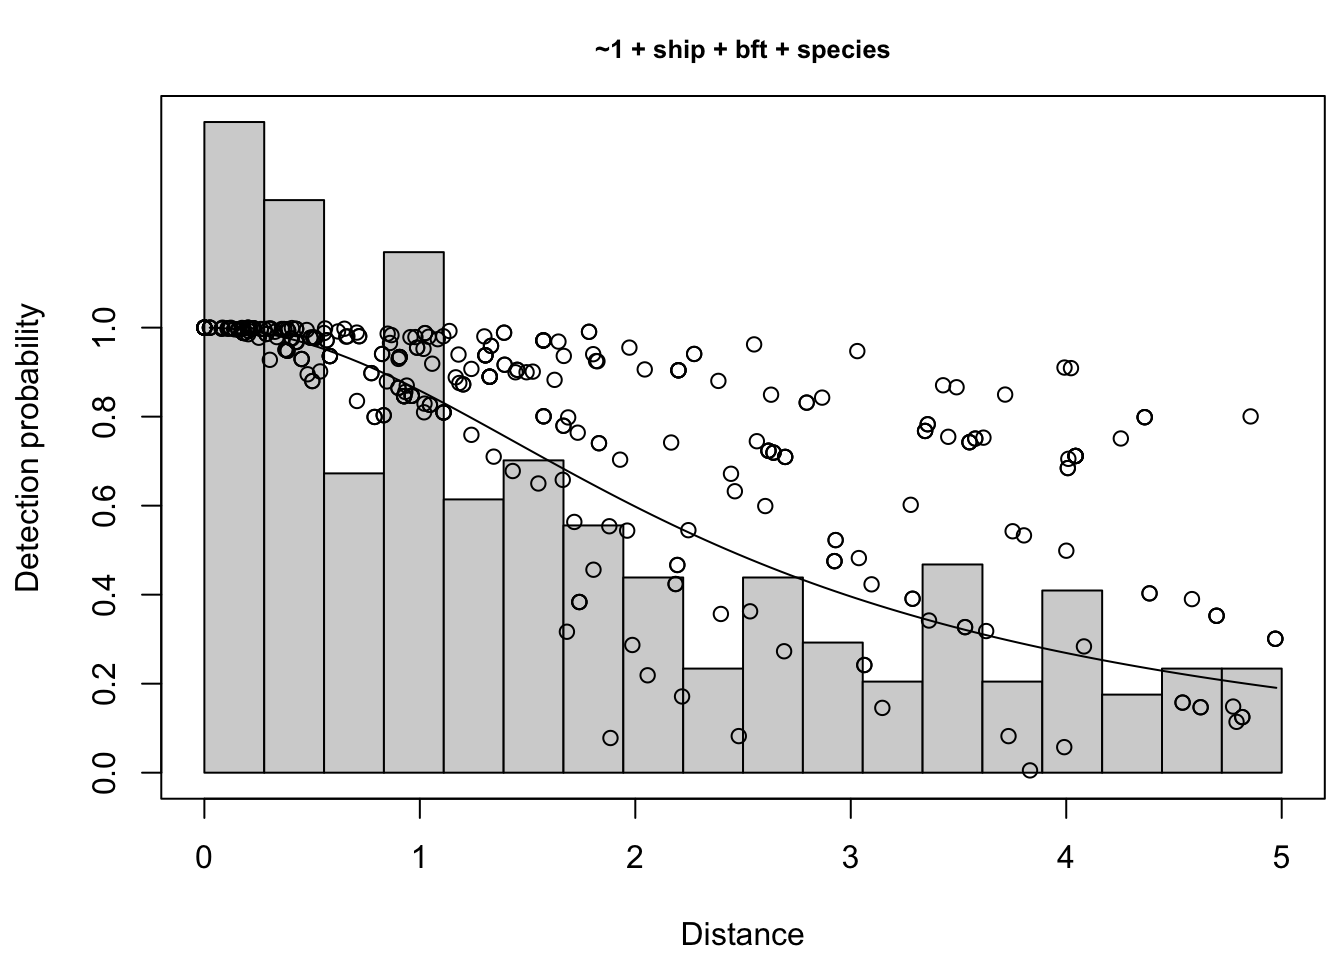 ~1 + ship + bft + species
Detection probability
1.0
0.8
0.6
0.4
0.2
0.0
0 1 2 3 4 5
Distance